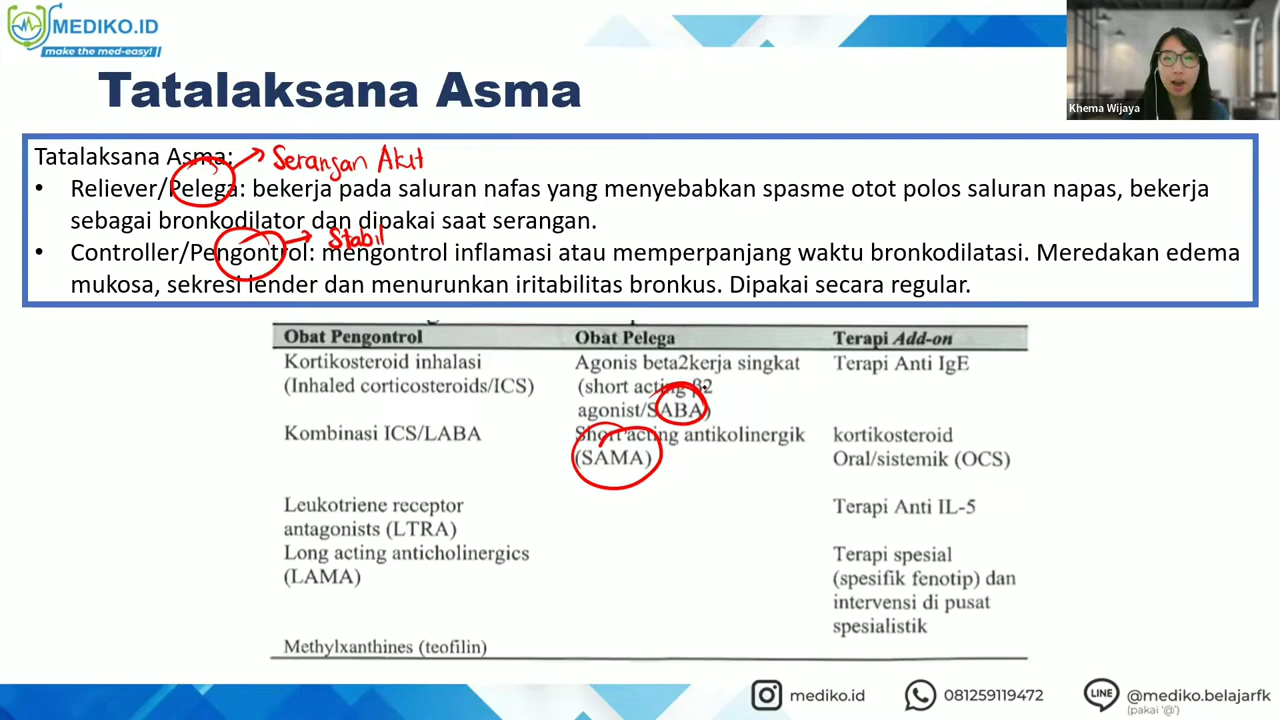 MEDIKO.ID
make the med-easy!
Khema Wijaya
Tatalaksana Asma
Tatalaksana Asma:
Serangan Akut
• Reliever/Pelega: bekerja pada saluran nafas yang menyebabkan spasme otot polos saluran napas, bekerja
sebagai bronkodilator dan dipakai saat serangan.
Stabil
• Controller/Pengontrol: mengontrol inflamasi atau memperpanjang waktu bronkodilatasi. Meredakan edema
mukosa, sekresi lender dan menurunkan iritabilitas bronkus. Dipakai secara regular.
Obat Pengontrol Obat Pelega Terapi Add-on
Kortikosteroid inhalasi Agonis beta2kerja singkat Terapi Anti IgE
(Inhaled corticosteroids/ICS) (short acting β2
agonist/SABA)
Kombinasi ICS/LABA Short acting antikolinergik kortikosteroid
(SAMA) Oral/sistemik (OCS)
Leukotriene receptor Terapi Anti IL-5
antagonists (LTRA)
Long acting anticholinergics Terapi spesial
(LAMA) (spesifik fenotip) dan
intervensi di pusat
spesialistik
Methylxanthines (teofilin)
mediko.id 081259119472 LINE @mediko.belajarfk
(pakai '@')